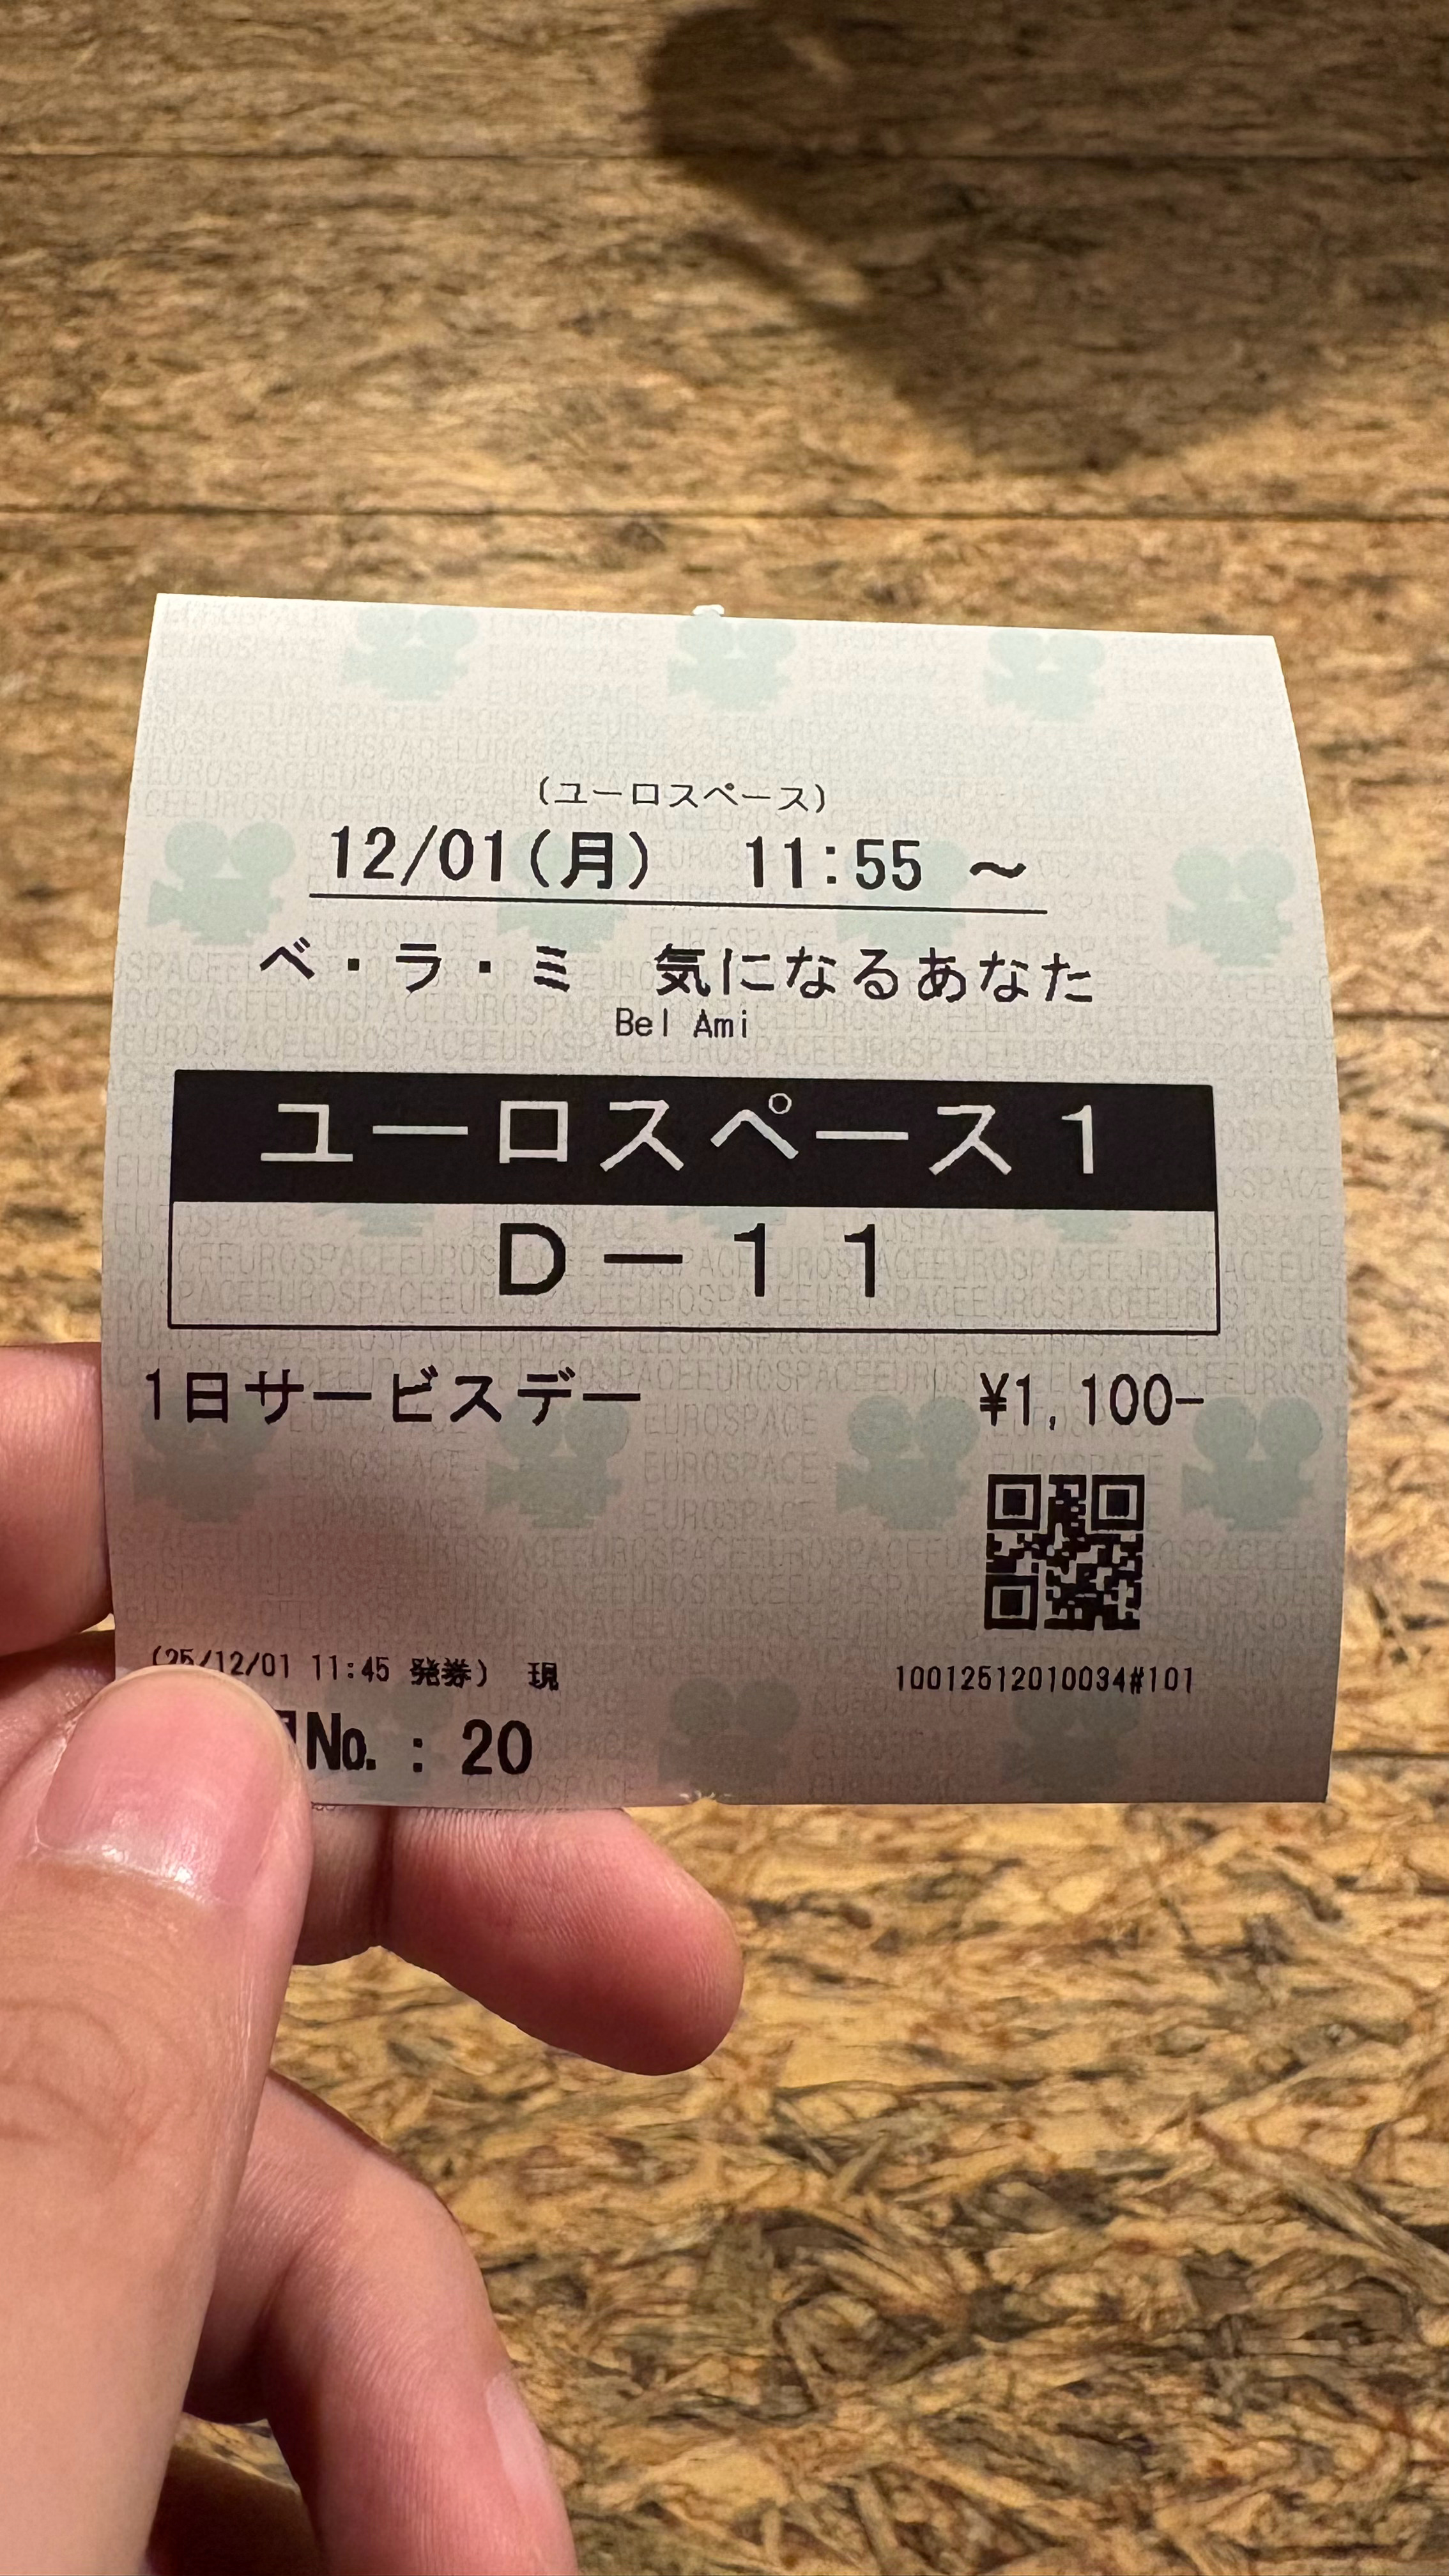 (ユーロスペース)
12/01(月) 11:55 ～
ベ・ラ・ミ 気になるあなた
Bel Ami
ユーロスペース１
Ｄ－１１
1日サービスデー ¥1,100-
(25/12/01 11:45 発券) 現
10012512010034#101
No. : 20